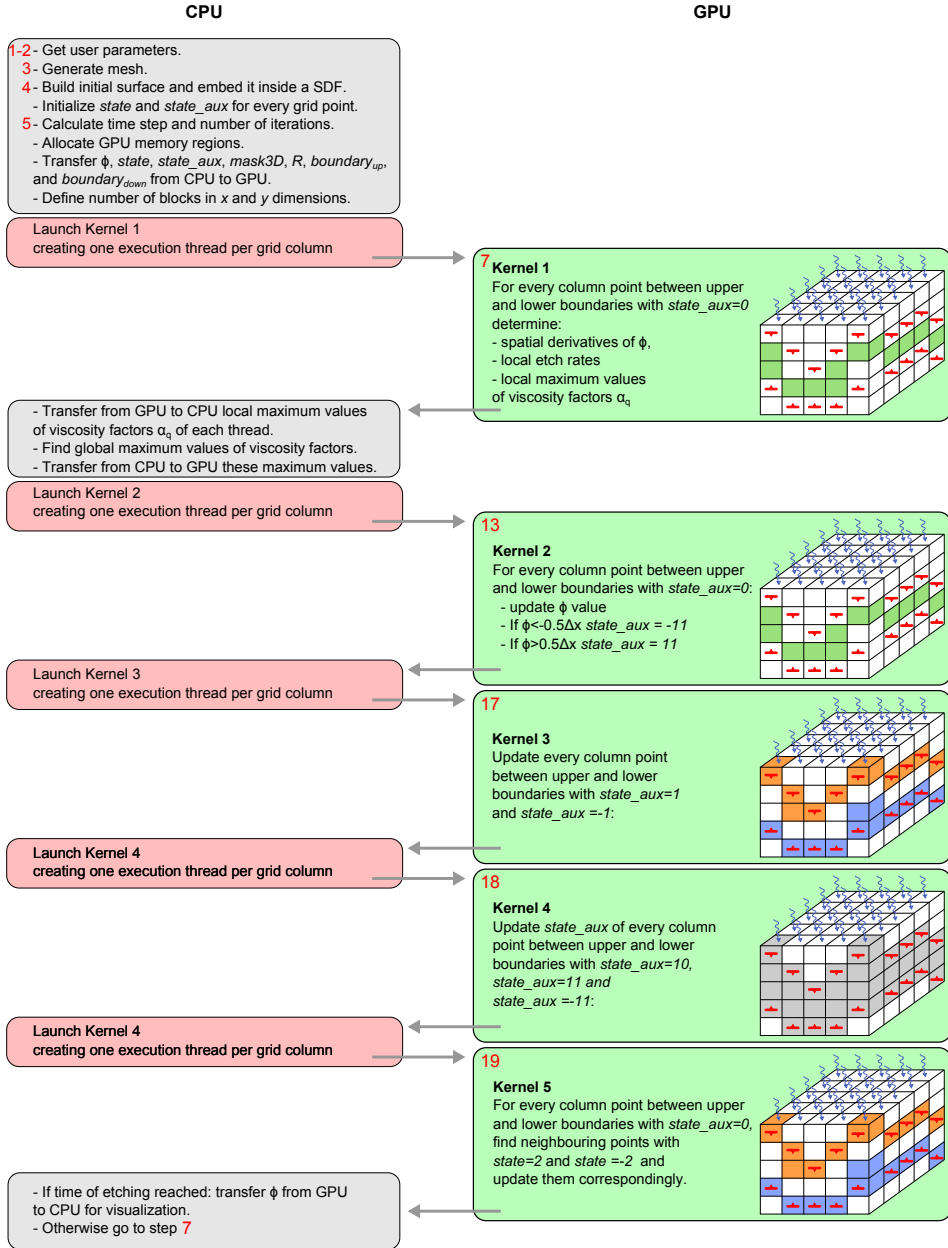 CPU
GPU
1-2 - Get user parameters.
3 - Generate mesh.
4 - Build initial surface and embed it inside a SDF.
- Initialize state and state_aux for every grid point.
5 - Calculate time step and number of iterations.
- Allocate GPU memory regions.
- Transfer ϕ, state, state_aux, mask3D, R, boundary_up,
and boundary_down from CPU to GPU.
- Define number of blocks in x and y dimensions.
Launch Kernel 1
creating one execution thread per grid column
7
Kernel 1
For every column point between upper
and lower boundaries with state_aux=0
determine:
- spatial derivatives of ϕ,
- local etch rates
- local maximum values
of viscosity factors α_q
- Transfer from GPU to CPU local maximum values
of viscosity factors α_q of each thread.
- Find global maximum values of viscosity factors.
- Transfer from CPU to GPU these maximum values.
Launch Kernel 2
creating one execution thread per grid column
13
Kernel 2
For every column point between upper
and lower boundaries with state_aux=0:
- update ϕ value
- If ϕ<-0.5Δx state_aux = -11
- If ϕ>0.5Δx state_aux = 11
Launch Kernel 3
creating one execution thread per grid column
17
Kernel 3
Update every column point
between upper and lower
boundaries with state_aux=1
and state_aux =-1:
Launch Kernel 4
creating one execution thread per grid column
18
Kernel 4
Update state_aux of every column
point between upper and lower
boundaries with state_aux=10,
state_aux=11 and
state_aux =-11:
Launch Kernel 4
creating one execution thread per grid column
19
Kernel 5
For every column point between upper
and lower boundaries with state_aux=0,
find neighbouring points with
state=2 and state =-2 and
update them correspondingly.
- If time of etching reached: transfer ϕ from GPU
to CPU for visualization.
- Otherwise go to step 7